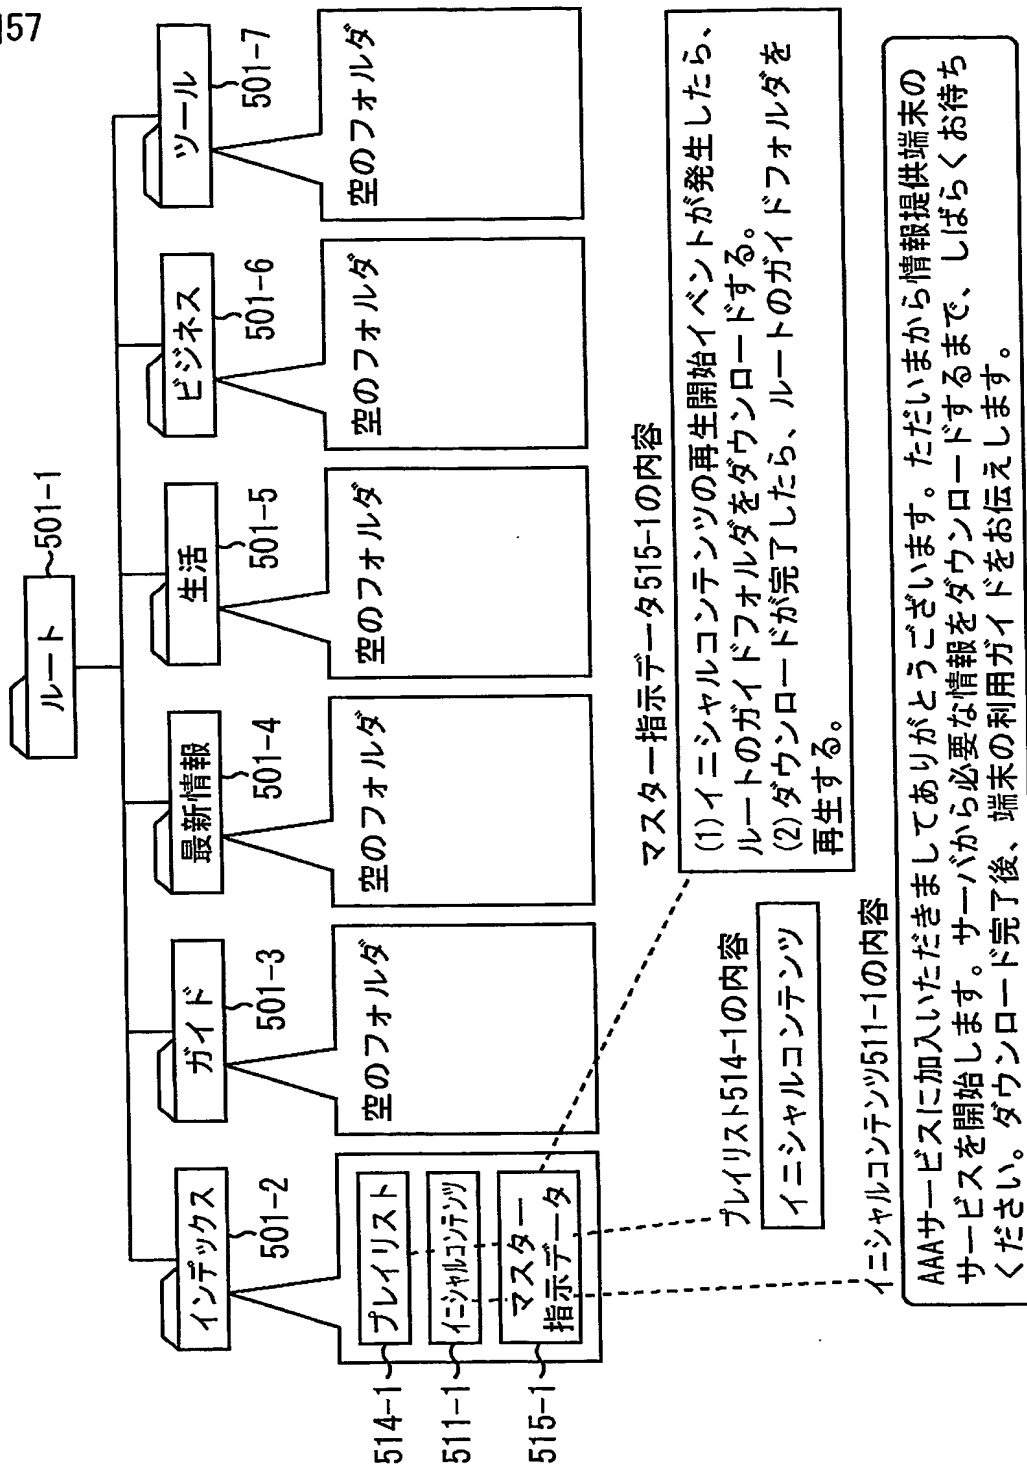 57
ルート
501-1
インデックス
501-2
ガイド
501-3
最新情報
501-4
生活
501-5
ビジネス
501-6
ツール
501-7
プレイリスト
514-1
イニシャルコンテンツ
511-1
マスター
指示データ
515-1
空のフォルダ
空のフォルダ
空のフォルダ
空のフォルダ
空のフォルダ
マスター指示データ515-1の内容
(1)イニシャルコンテンツの再生開始イベントが発生したら、
ルートのガイドフォルダをダウンロードする。
(2)ダウンロードが完了したら、ルートのガイドフォルダを
再生する。
プレイリスト514-1の内容
イニシャルコンテンツ
イニシャルコンテンツ511-1の内容
AAAサービスに加入いただきましてありがとうございます。ただいまから情報提供端末の
サービスを開始します。サーバから必要な情報をダウンロードするまで、しばらくお待ち
ください。ダウンロード完了後、端末の利用ガイドをお伝えします。